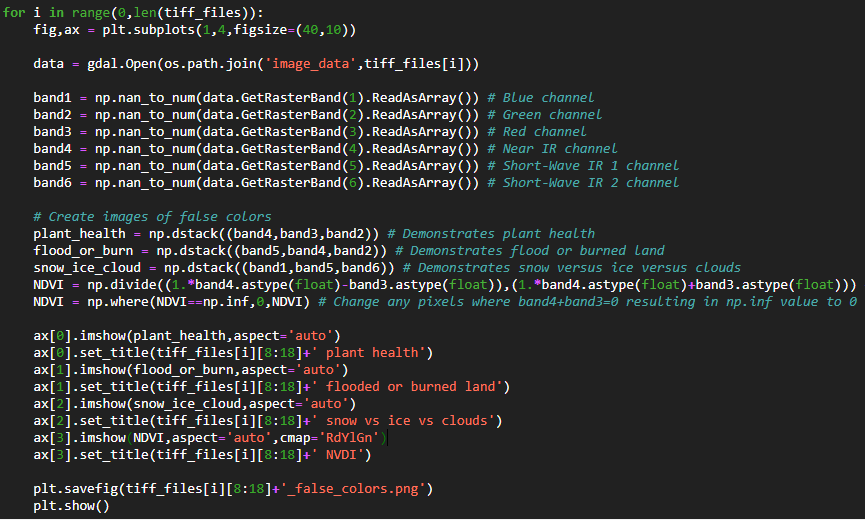 for i in range(0,len(tiff_files)):
    fig,ax = plt.subplots(1,4,figsize=(40,10))

    data = gdal.Open(os.path.join('image_data',tiff_files[i]))

    band1 = np.nan_to_num(data.GetRasterBand(1).ReadAsArray()) # Blue channel
    band2 = np.nan_to_num(data.GetRasterBand(2).ReadAsArray()) # Green channel
    band3 = np.nan_to_num(data.GetRasterBand(3).ReadAsArray()) # Red channel
    band4 = np.nan_to_num(data.GetRasterBand(4).ReadAsArray()) # Near IR channel
    band5 = np.nan_to_num(data.GetRasterBand(5).ReadAsArray()) # Short-Wave IR 1 channel
    band6 = np.nan_to_num(data.GetRasterBand(6).ReadAsArray()) # Short-Wave IR 2 channel

    # Create images of false colors
    plant_health = np.dstack((band4,band3,band2)) # Demonstrates plant health
    flood_or_burn = np.dstack((band5,band4,band2)) # Demonstrates flood or burned land
    snow_ice_cloud = np.dstack((band1,band5,band6)) # Demonstrates snow versus ice versus clouds
    NDVI = np.divide((1.*band4.astype(float)-band3.astype(float)),(1.*band4.astype(float)+band3.astype(float)))
    NDVI = np.where(NDVI==np.inf,0,NDVI) # Change any pixels where band4+band3=0 resulting in np.inf value to 0

    ax[0].imshow(plant_health,aspect='auto')
    ax[0].set_title(tiff_files[i][8:18]+' plant health')
    ax[1].imshow(flood_or_burn,aspect='auto')
    ax[1].set_title(tiff_files[i][8:18]+' flooded or burned land')
    ax[2].imshow(snow_ice_cloud,aspect='auto')
    ax[2].set_title(tiff_files[i][8:18]+' snow vs ice vs clouds')
    ax[3].imshow(NDVI,aspect='auto',cmap='RdYlGn')
    ax[3].set_title(tiff_files[i][8:18]+' NVDI')

    plt.savefig(tiff_files[i][8:18]+'_false_colors.png')
    plt.show()